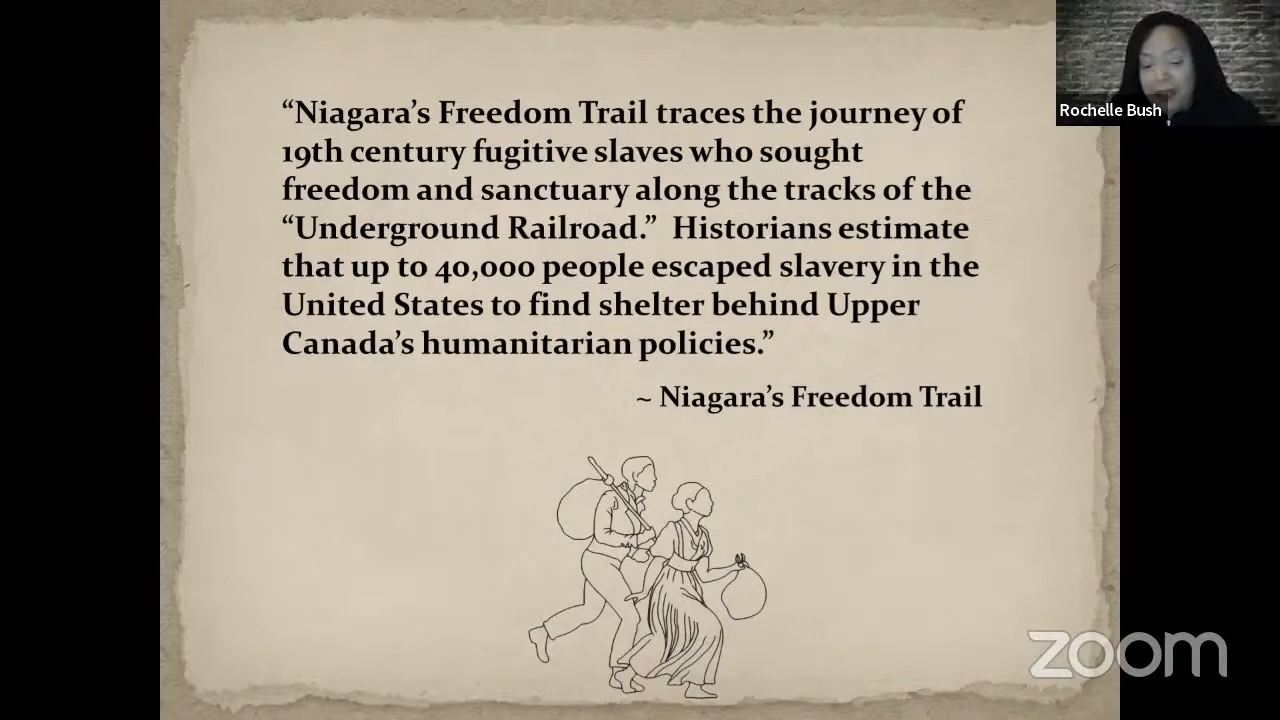 “Niagara’s Freedom Trail traces the journey of
19th century fugitive slaves who sought
freedom and sanctuary along the tracks of the
“Underground Railroad.”  Historians estimate
that up to 40,000 people escaped slavery in the
United States to find shelter behind Upper
Canada’s humanitarian policies.”
~ Niagara’s Freedom Trail
Rochelle Bush
zoom